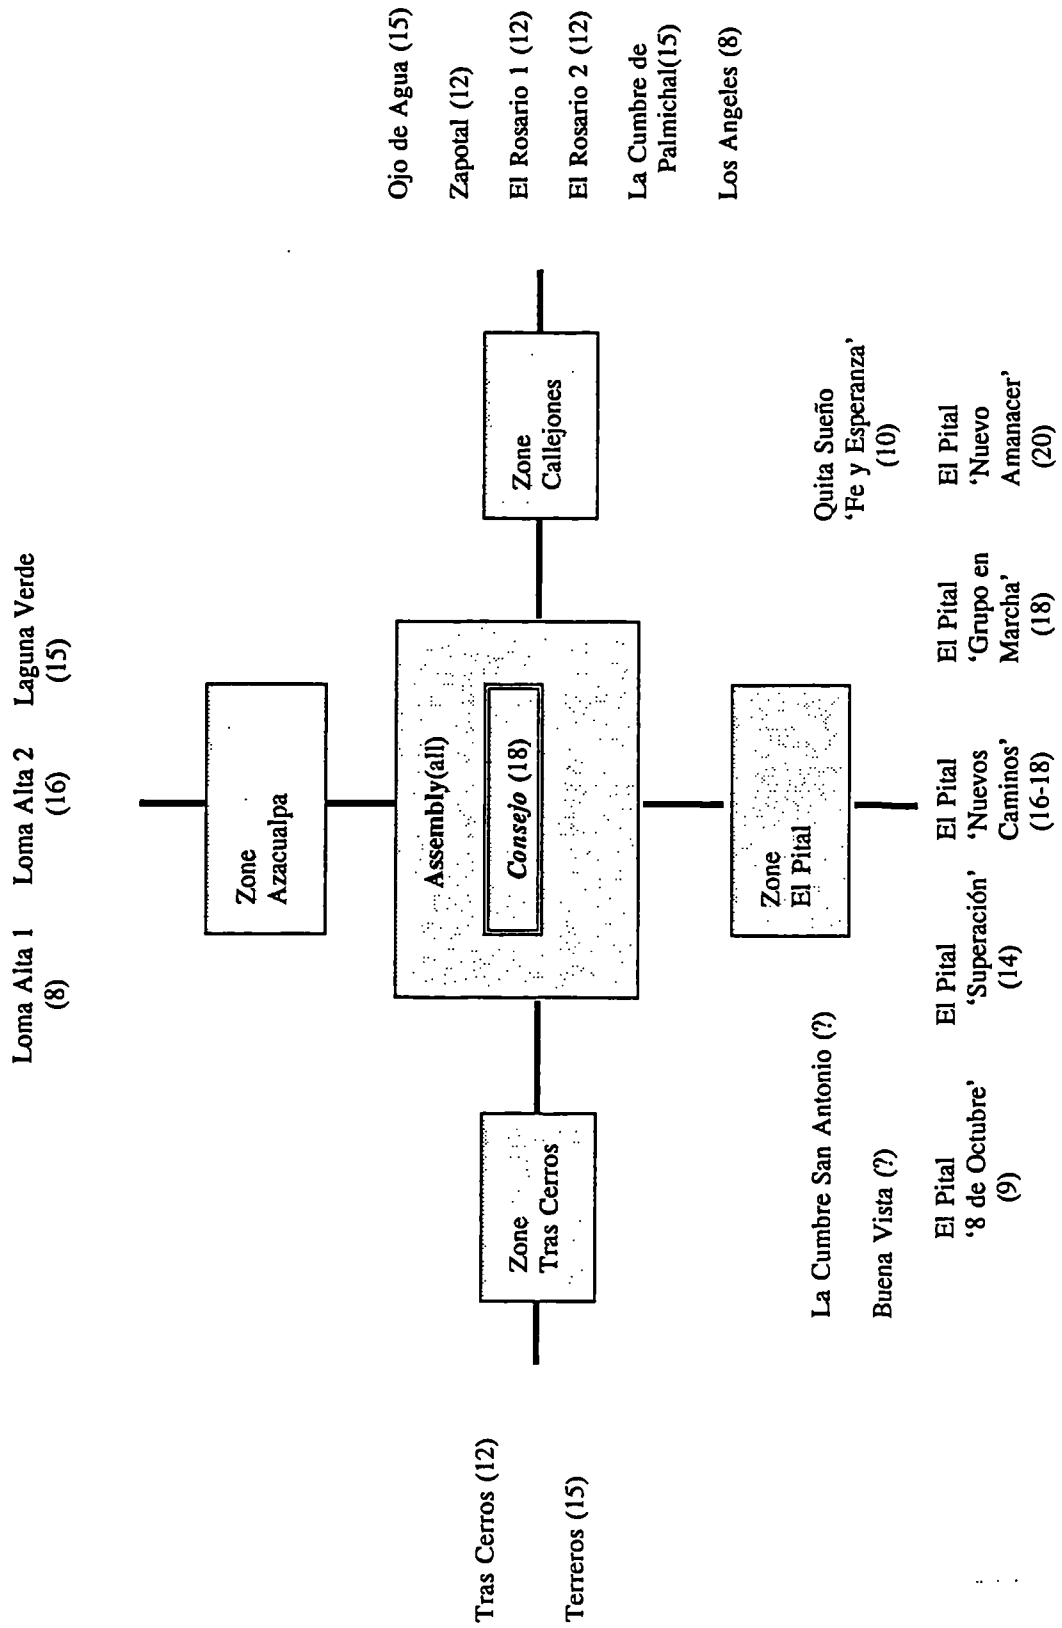 Loma Alta 1
(8)
Loma Alta 2
(16)
Laguna Verde
(15)
Zone
Azacualpa
Ojo de Agua (15)
Zapotal (12)
El Rosario 1 (12)
El Rosario 2 (12)
La Cumbre de
Palmichal(15)
Los Angeles (8)
Tras Cerros (12)
Terreros (15)
Zone
Tras Cerros
Assembly(all)
Consejo (18)
Zone
Callejones
Zone
El Pital
La Cumbre San Antonio (?)
Buena Vista (?)
Quita Sueño
‘Fe y Esperanza’
(10)
El Pital
‘8 de Octubre’
(9)
El Pital
‘Superación’
(14)
El Pital
‘Nuevos
Caminos’
(16-18)
El Pital
‘Grupo en
Marcha’
(18)
El Pital
‘Nuevo
Amanacer’
(20)